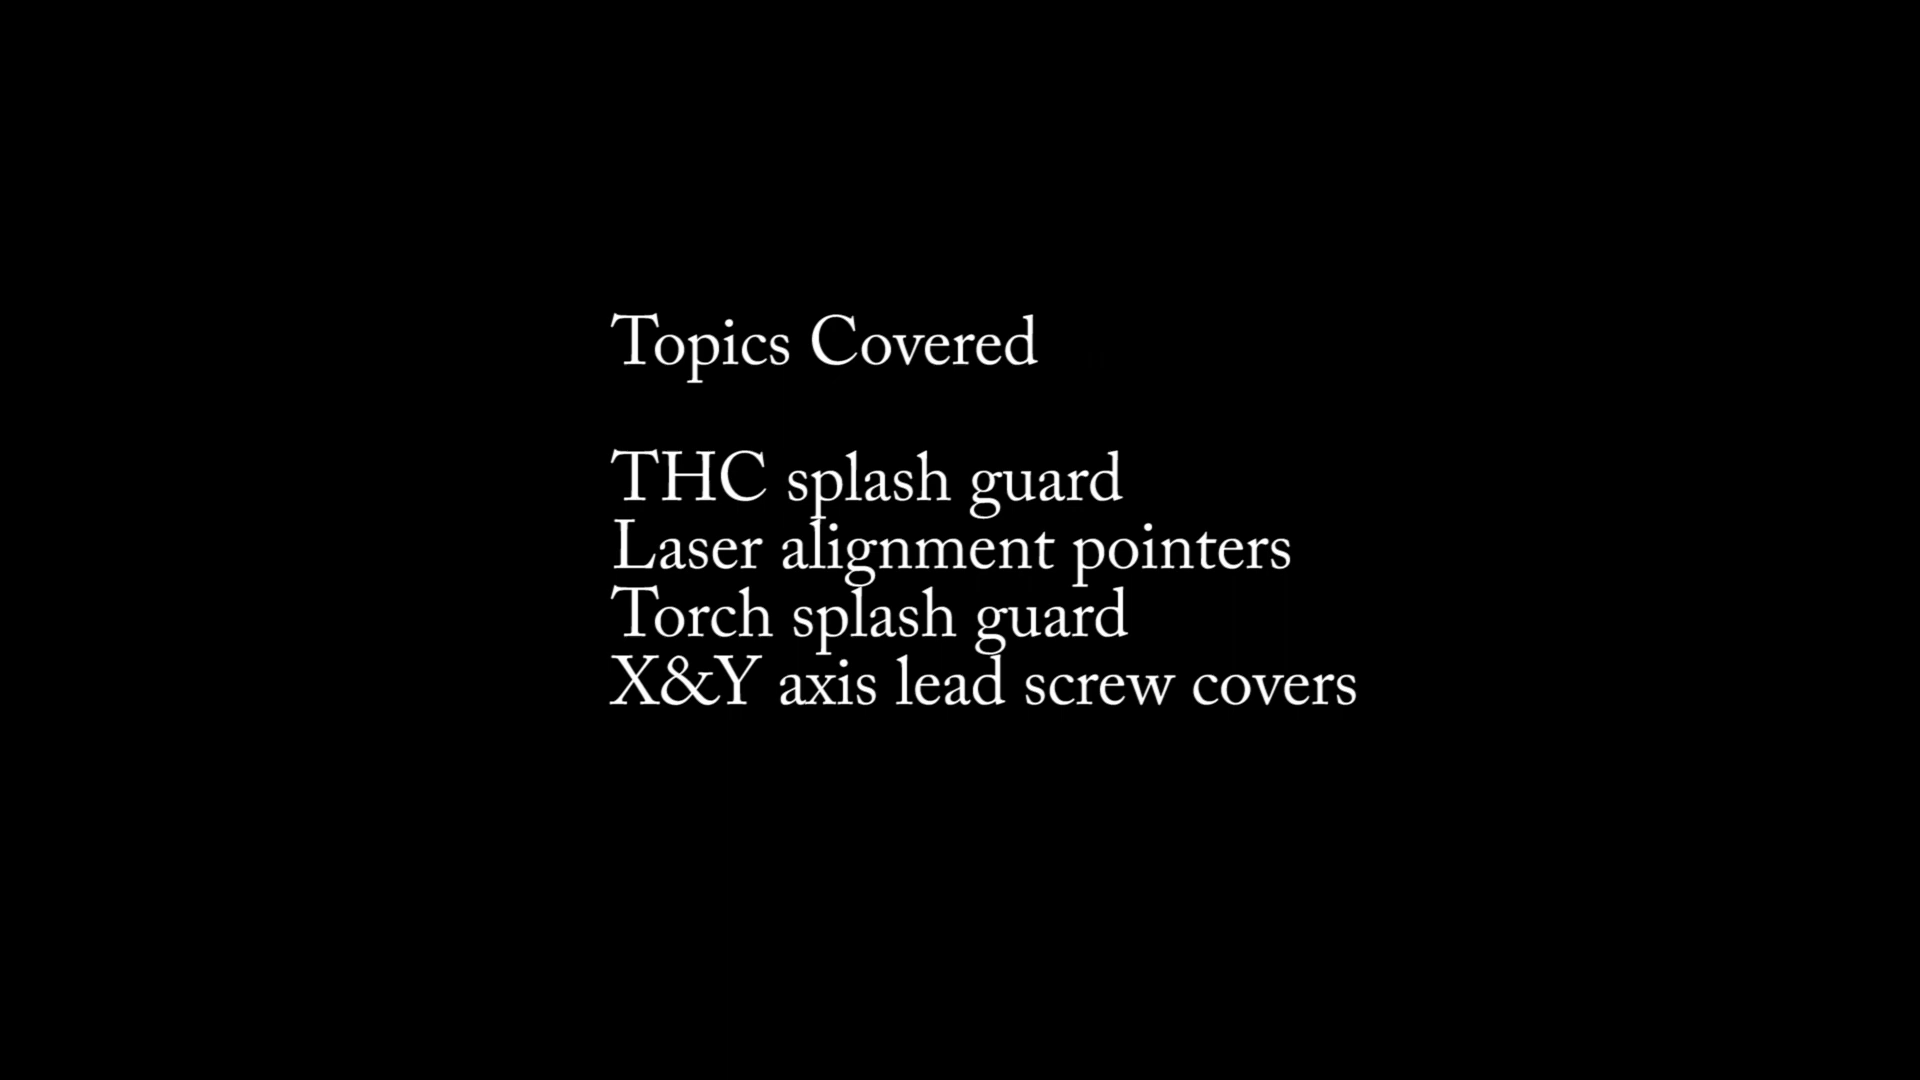 Topics Covered
THC splash guard
Laser alignment pointers
Torch splash guard
X&Y axis lead screw covers